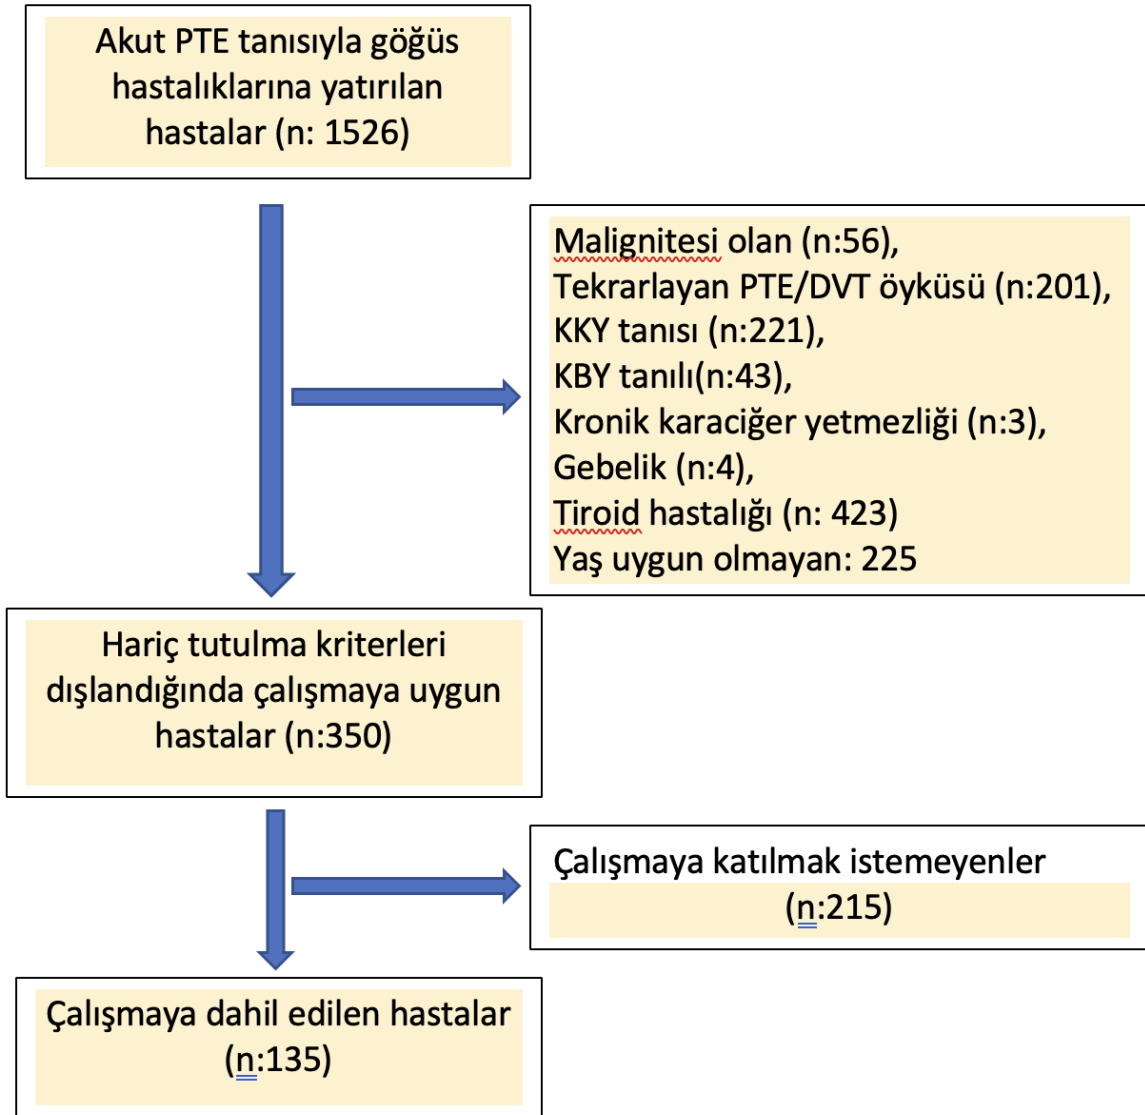 Akut PTE tanısıyla göğüs
hastalıklarına yatırılan
hastalar (n: 1526)
Malignitesi olan (n:56),
Tekrarlayan PTE/DVT öyküsü (n:201),
KKY tanısı (n:221),
KBY tanılı(n:43),
Kronik karaciğer yetmezliği (n:3),
Gebelik (n:4),
Tiroid hastalığı (n: 423)
Yaş uygun olmayan: 225
Hariç tutulma kriterleri
dışlandığında çalışmaya uygun
hastalar (n:350)
Çalışmaya katılmak istemeyenler
(n:215)
Çalışmaya dahil edilen hastalar
(n:135)